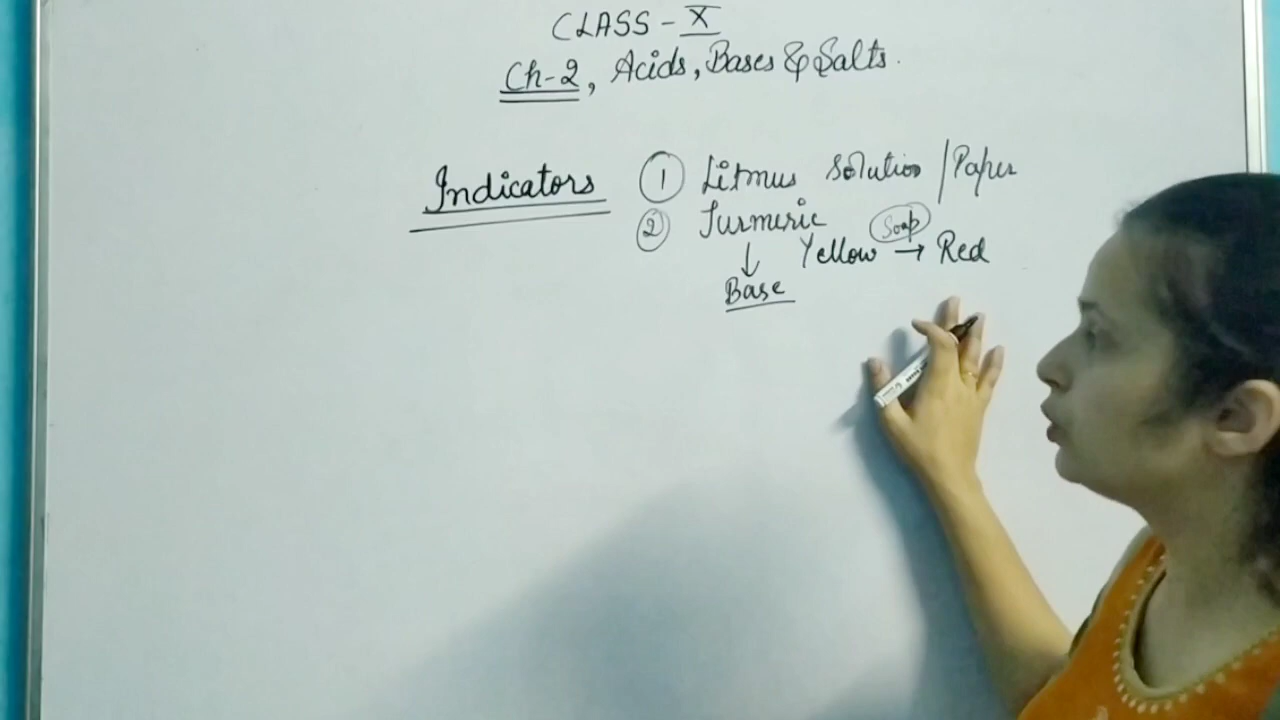 CLASS - X
Ch-2, Acids, Bases & Salts.
Indicators ① Litmus Solution / Paper
② Turmeric
Soap
Yellow → Red
↓
Base